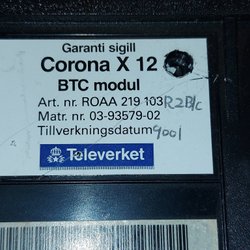 Garanti sigill
Corona X 12
BTC modul
Art. nr. ROAA 219 103 R2B/c
Matr. nr. 03-93579-02
Tillverkningsdatum 9001
Televerket